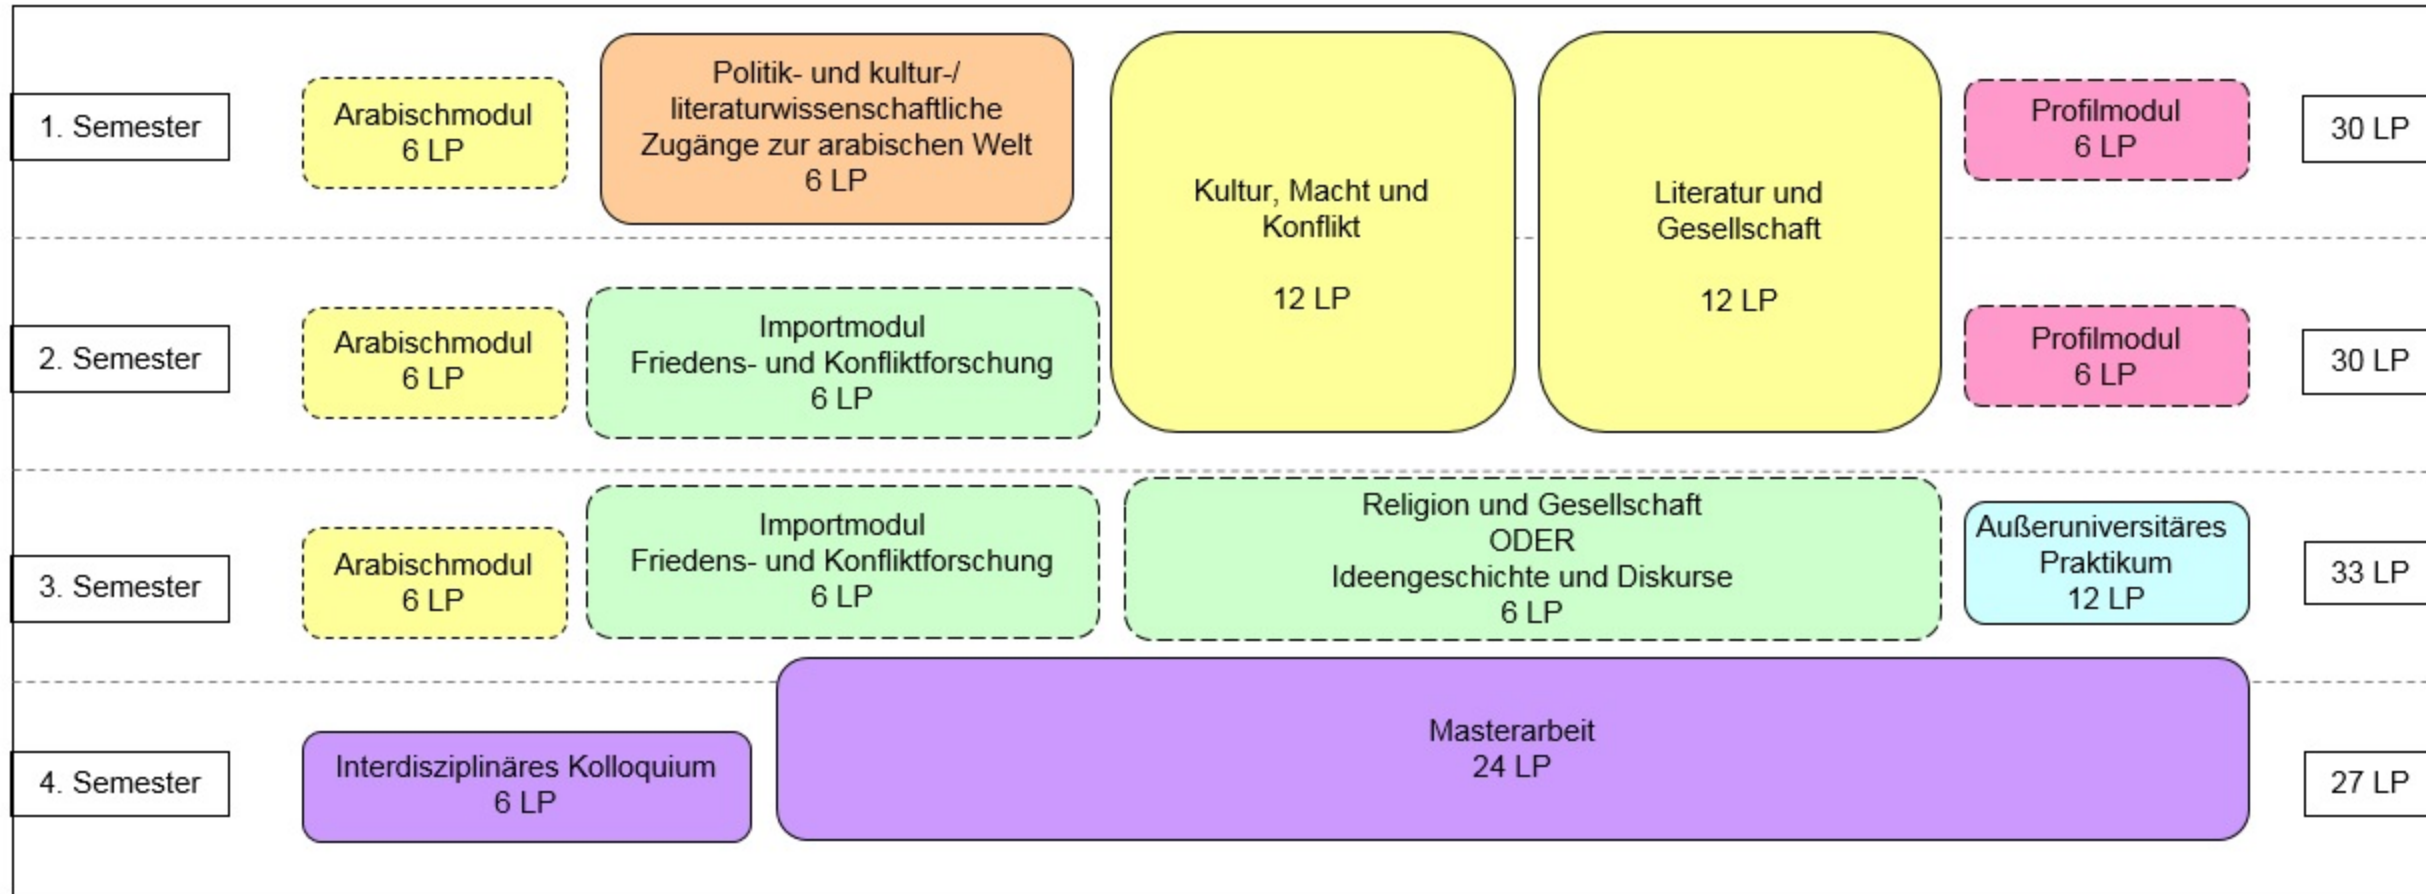 1. Semester
Arabischmodul
6 LP
Politik- und kultur-/
literaturwissenschaftliche
Zugänge zur arabischen Welt
6 LP
Kultur, Macht und
Konflikt
12 LP
Literatur und
Gesellschaft
12 LP
Profilmodul
6 LP
30 LP
2. Semester
Arabischmodul
6 LP
Importmodul
Friedens- und Konfliktforschung
6 LP
Profilmodul
6 LP
30 LP
3. Semester
Arabischmodul
6 LP
Importmodul
Friedens- und Konfliktforschung
6 LP
Religion und Gesellschaft
ODER
Ideengeschichte und Diskurse
6 LP
Außeruniversitäres
Praktikum
12 LP
33 LP
4. Semester
Interdisziplinäres Kolloquium
6 LP
Masterarbeit
24 LP
27 LP